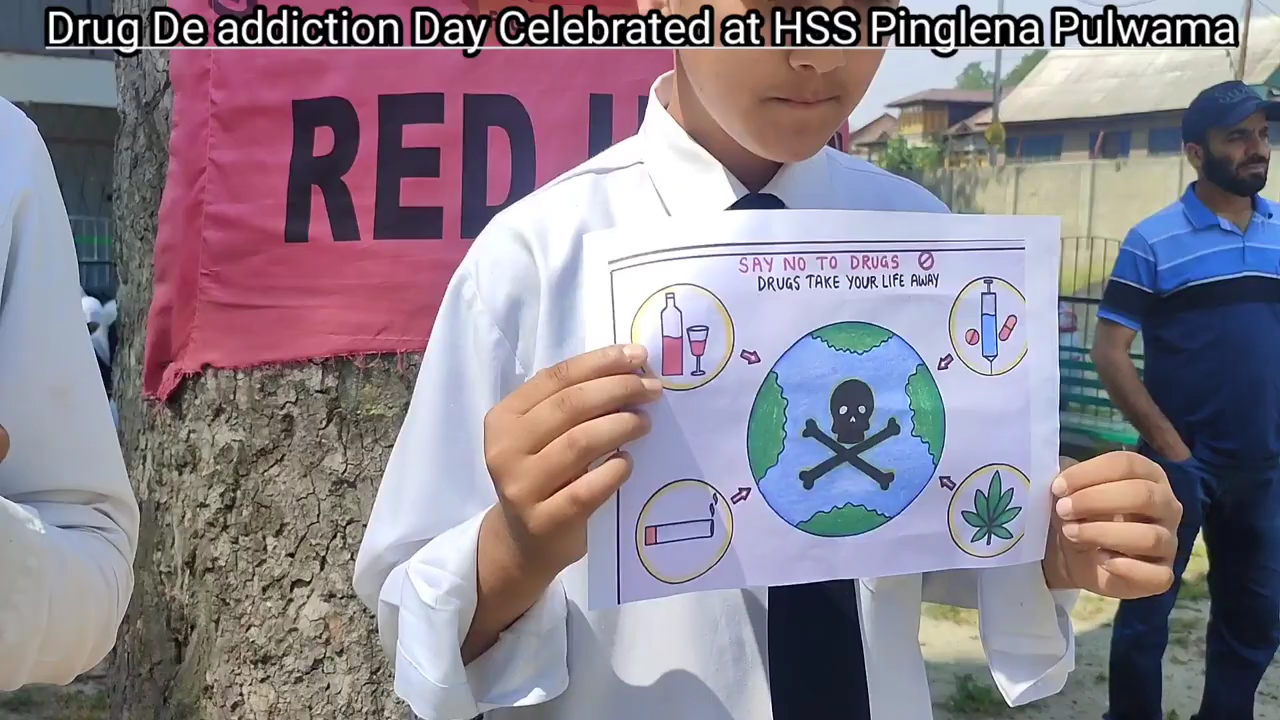 Drug De addiction Day Celebrated at HSS Pinglena Pulwama
RED
SAY NO TO DRUGS
DRUGS TAKE YOUR LIFE AWAY